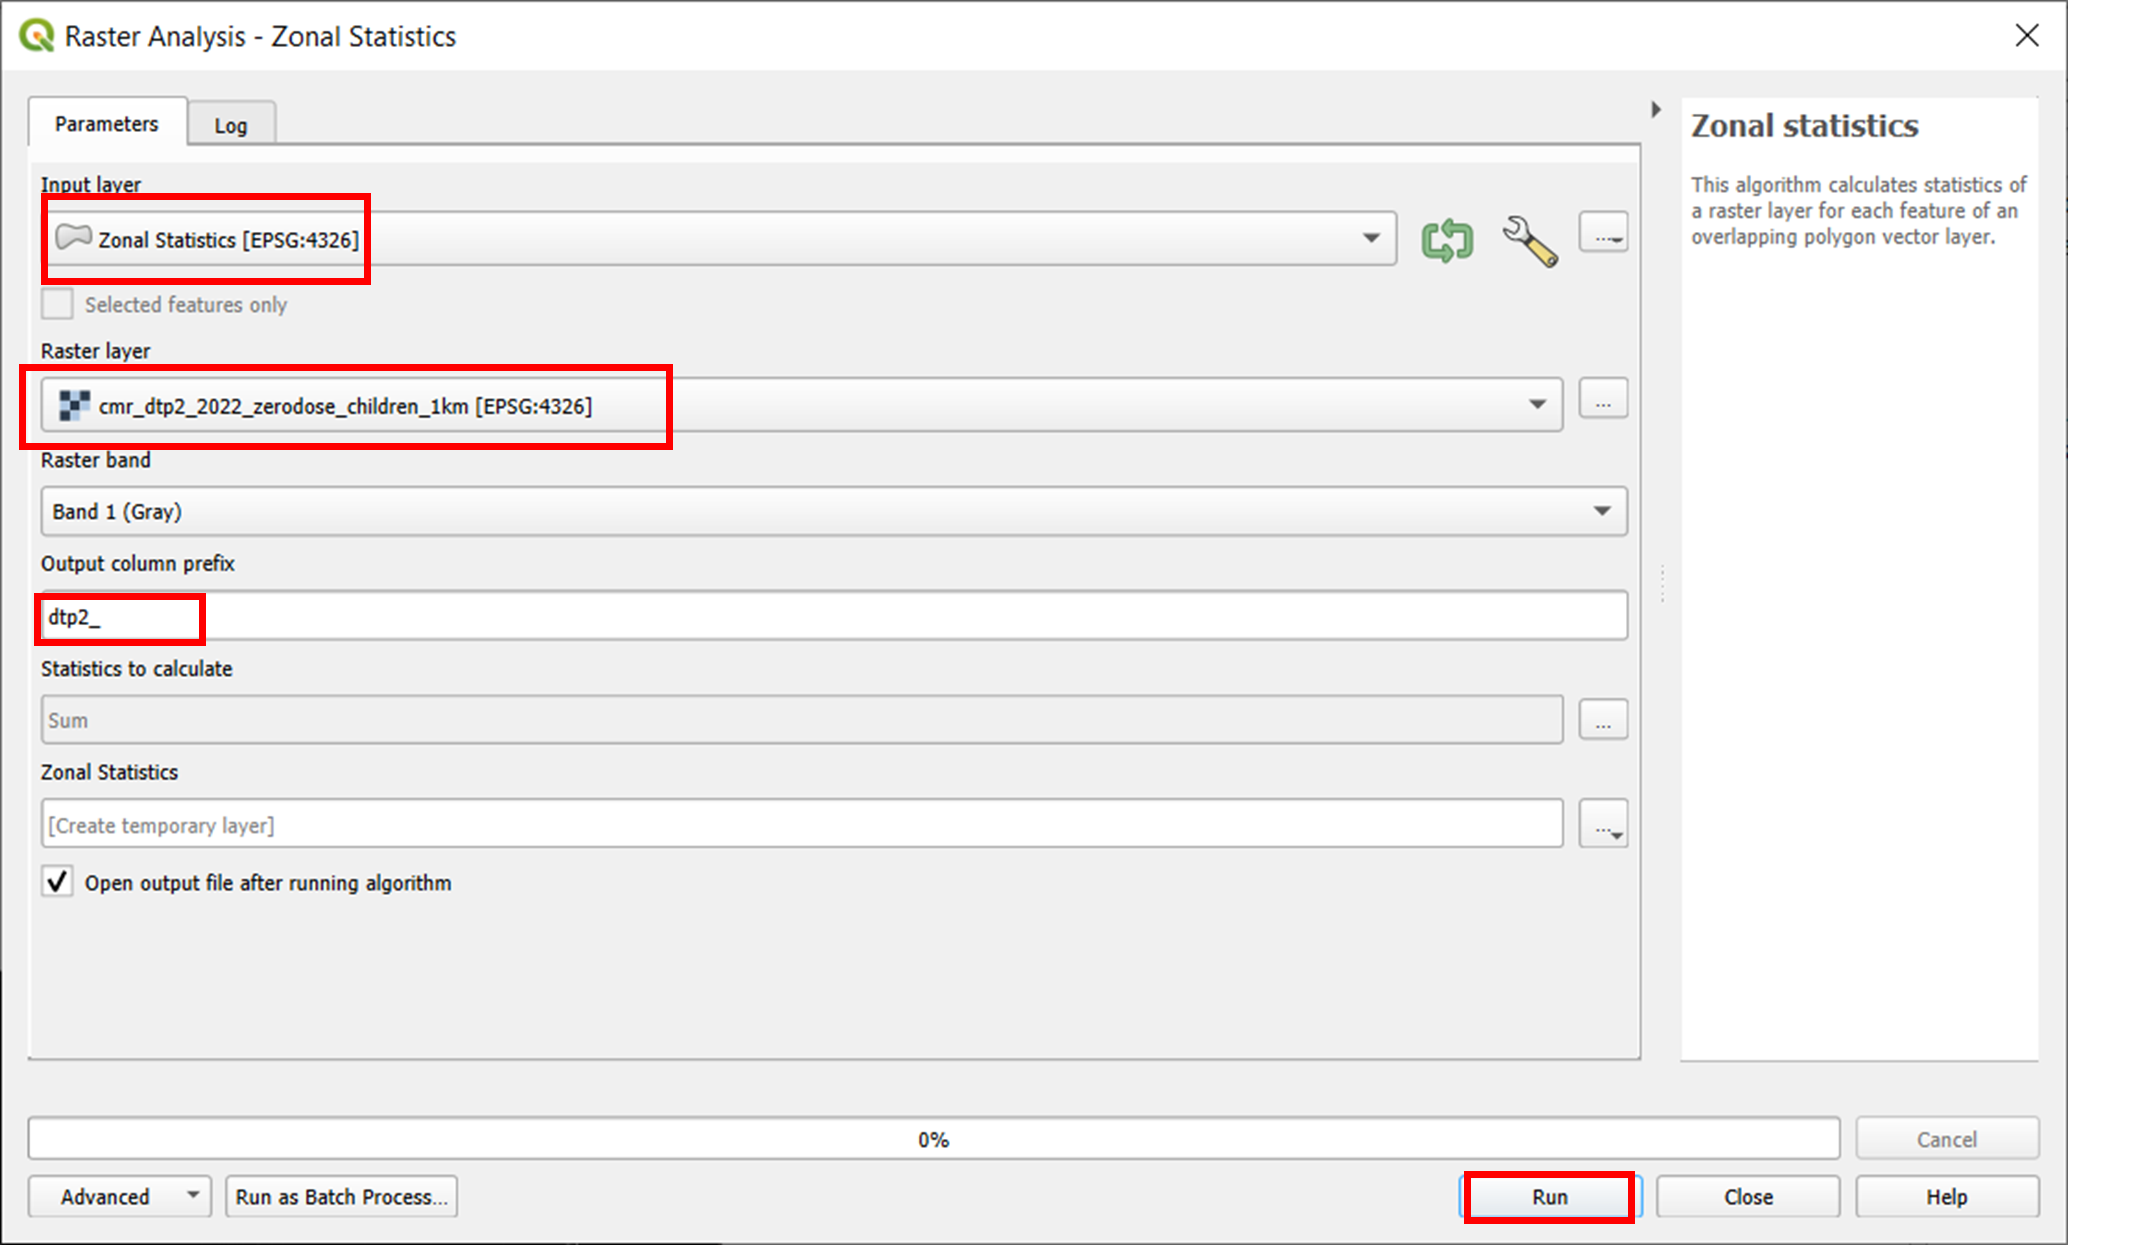 Raster Analysis - Zonal Statistics
Parameters
Log
Input layer
Zonal Statistics [EPSG:4326]
...
Selected features only
Raster layer
cmr_dtp2_2022_zerodose_children_1km [EPSG:4326]
...
Raster band
Band 1 (Gray)
Output column prefix
dtp2_
Statistics to calculate
Sum
...
Zonal Statistics
[Create temporary layer]
...
Open output file after running algorithm
Zonal statistics
This algorithm calculates statistics of
a raster layer for each feature of an
overlapping polygon vector layer.
0%
Cancel
Advanced
Run as Batch Process...
Run
Close
Help